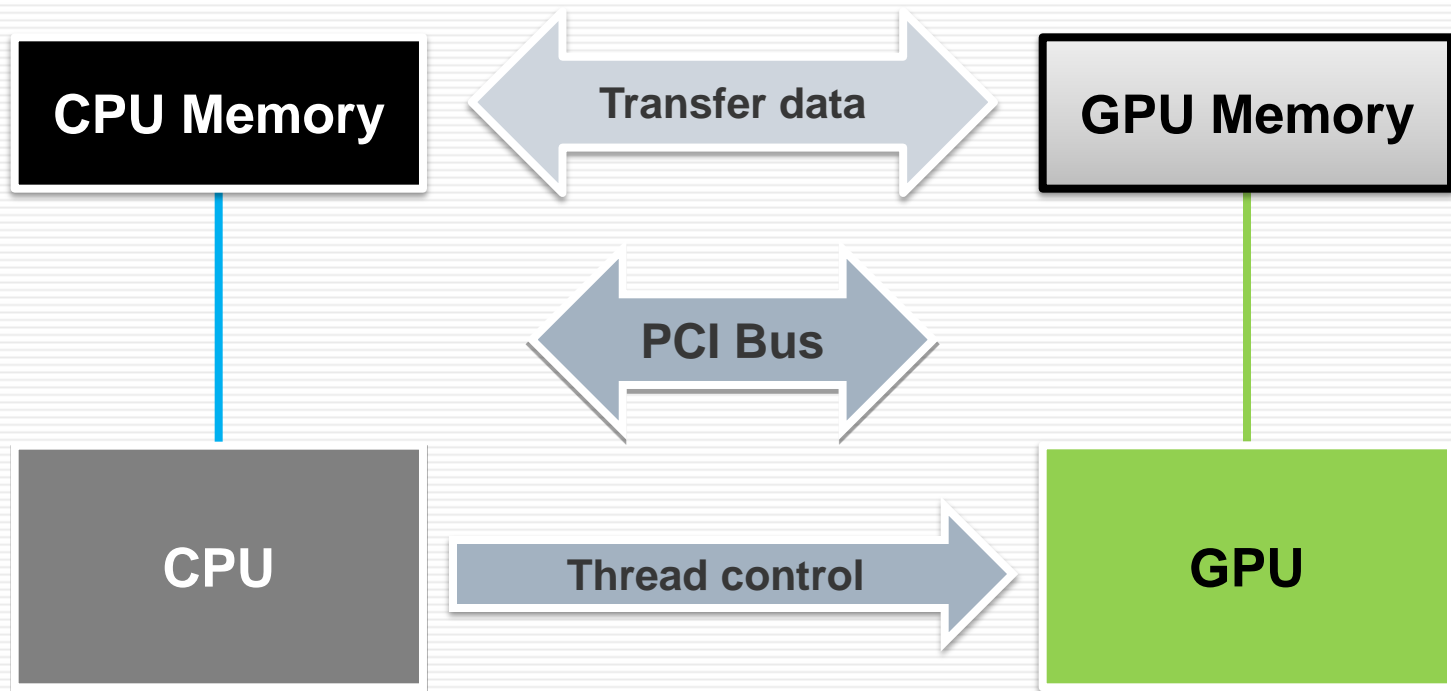 CPU Memory
Transfer data
GPU Memory
PCI Bus
CPU
Thread control
GPU